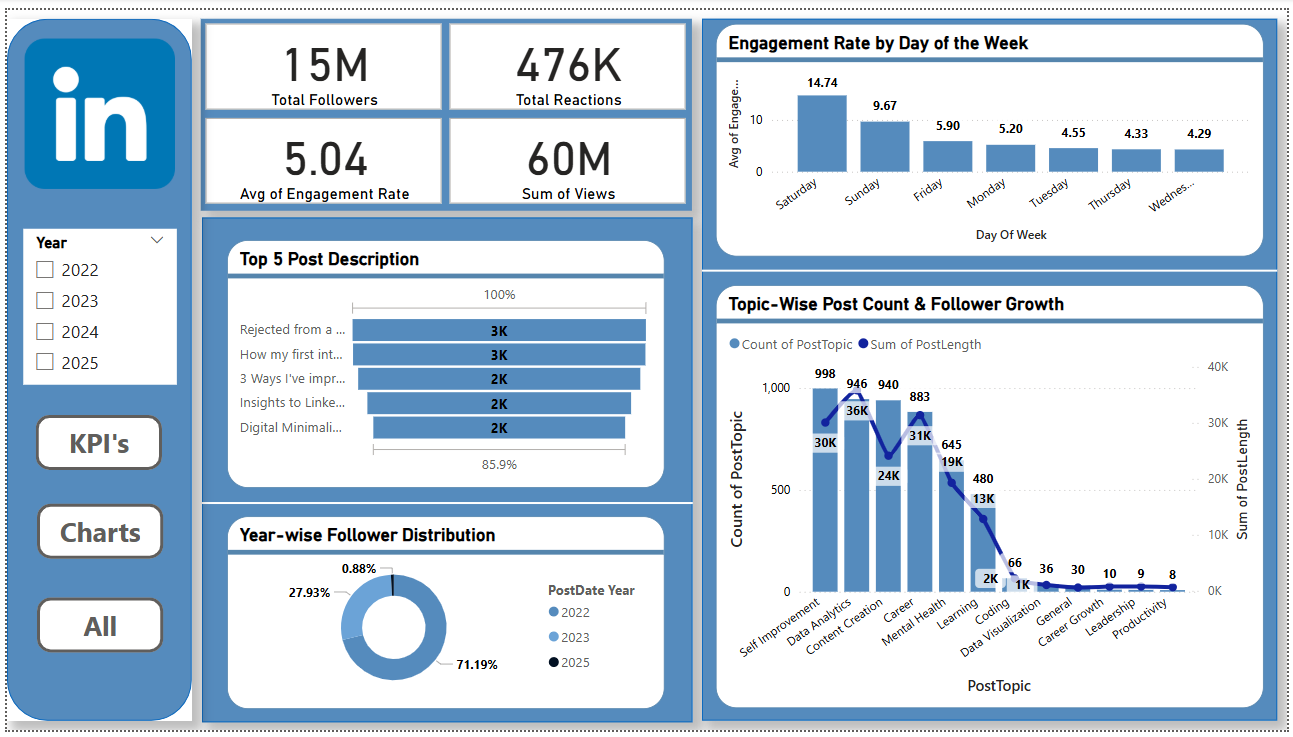 in
Year
2022
2023
2024
2025
KPI's
Charts
All
15M
Total Followers
476K
Total Reactions
5.04
Avg of Engagement Rate
60M
Sum of Views
Top 5 Post Description
100%
Rejected from a ...
3K
How my first int...
3K
3 Ways I've impr...
2K
Insights to Linke...
2K
Digital Minimali...
2K
85.9%
Year-wise Follower Distribution
0.88%
27.93%
71.19%
PostDate Year
2022
2023
2025
Engagement Rate by Day of the Week
Avg of Engage...
10
0
14.74
9.67
5.90
5.20
4.55
4.33
4.29
Saturday
Sunday
Friday
Monday
Tuesday
Thursday
Wednes...
Day Of Week
Topic-Wise Post Count & Follower Growth
Count of PostTopic
Sum of PostLength
Count of PostTopic
1,000
500
0
998
946
940
883
645
480
66
36
30
10
9
8
30K
36K
24K
31K
19K
13K
2K
1K
40K
30K
20K
10K
0K
Sum of PostLength
Self Improvement
Data Analytics
Content Creation
Career
Mental Health
Learning
Coding
Data Visualization
General
Career Growth
Leadership
Productivity
PostTopic